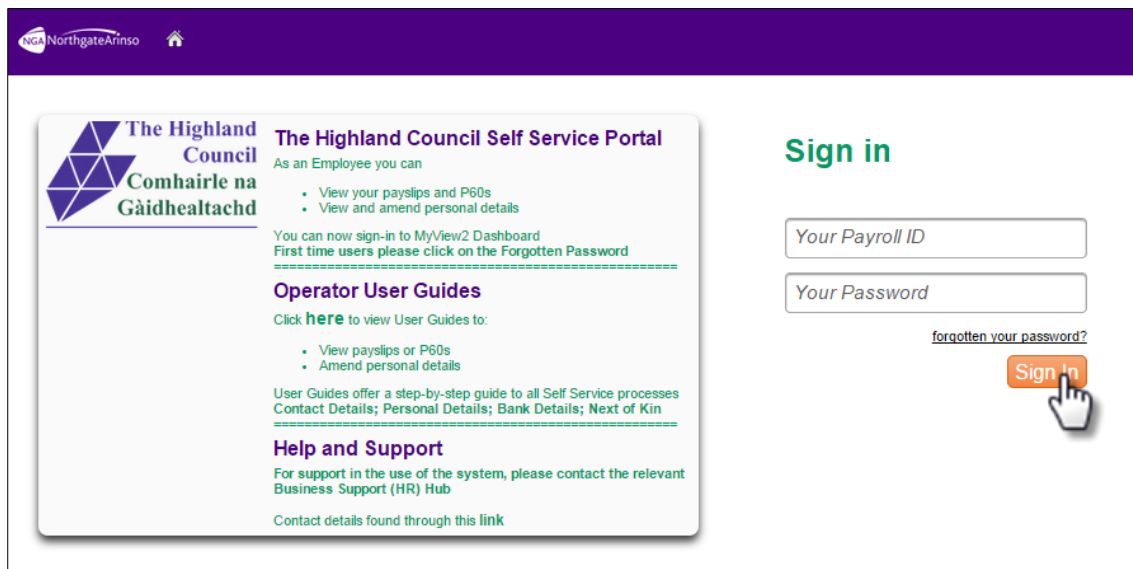 NGA NorthgateArinso
The Highland
Council
Comhairle na
Gàidhealtachd
The Highland Council Self Service Portal
As an Employee you can
• View your payslips and P60s
• View and amend personal details
You can now sign-in to MyView2 Dashboard
First time users please click on the Forgotten Password
=====================================================
Operator User Guides
Click here to view User Guides to:
• View payslips or P60s
• Amend personal details
User Guides offer a step-by-step guide to all Self Service processes
Contact Details; Personal Details; Bank Details; Next of Kin
=====================================================
Help and Support
For support in the use of the system, please contact the relevant
Business Support (HR) Hub
Contact details found through this link
Sign in
Your Payroll ID
Your Password
forgotten your password?
Sign In